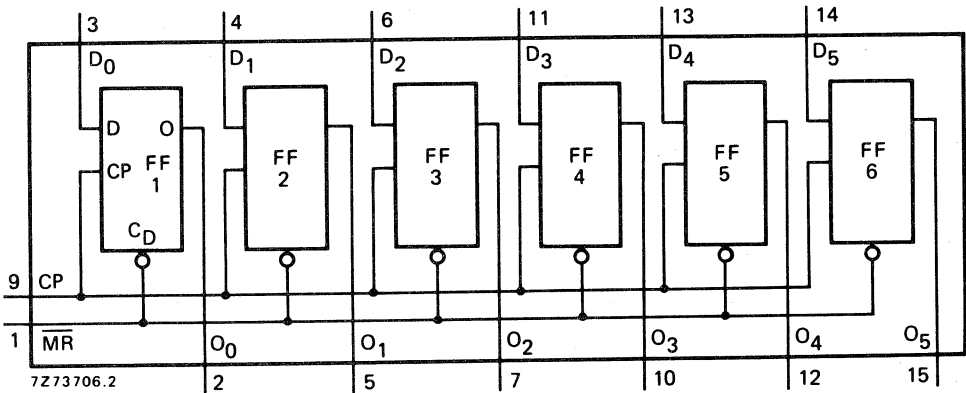 3 4 6 11 13 14
D0 D1 D2 D3 D4 D5
D O FF FF FF FF FF
CP FF 2 3 4 5 6
1
CD
9 CP
1 MR O0 O1 O2 O3 O4 O5
7Z73706.2 2 5 7 10 12 15